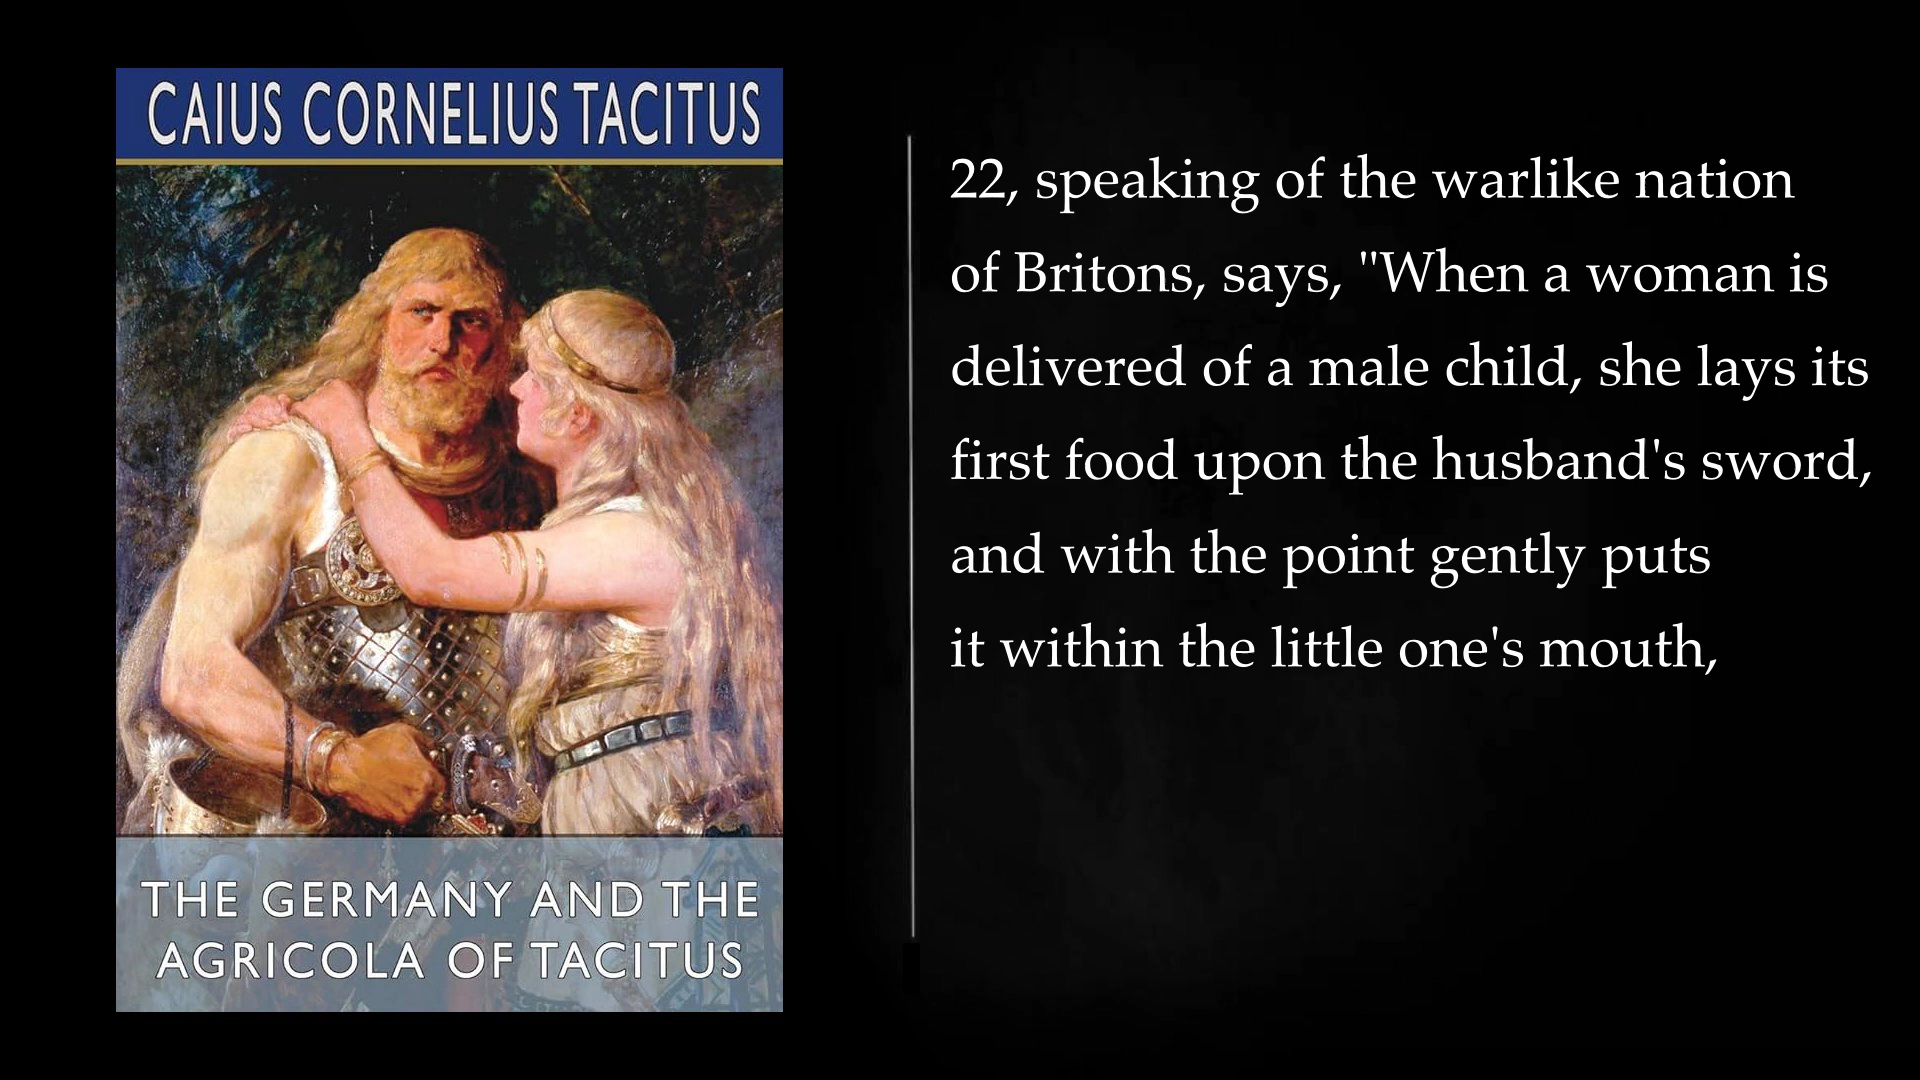 CAIUS CORNELIUS TACITUS
THE GERMANY AND THE
AGRICOLA OF TACITUS
22, speaking of the warlike nation
of Britons, says, "When a woman is
delivered of a male child, she lays its
first food upon the husband's sword,
and with the point gently puts
it within the little one's mouth,